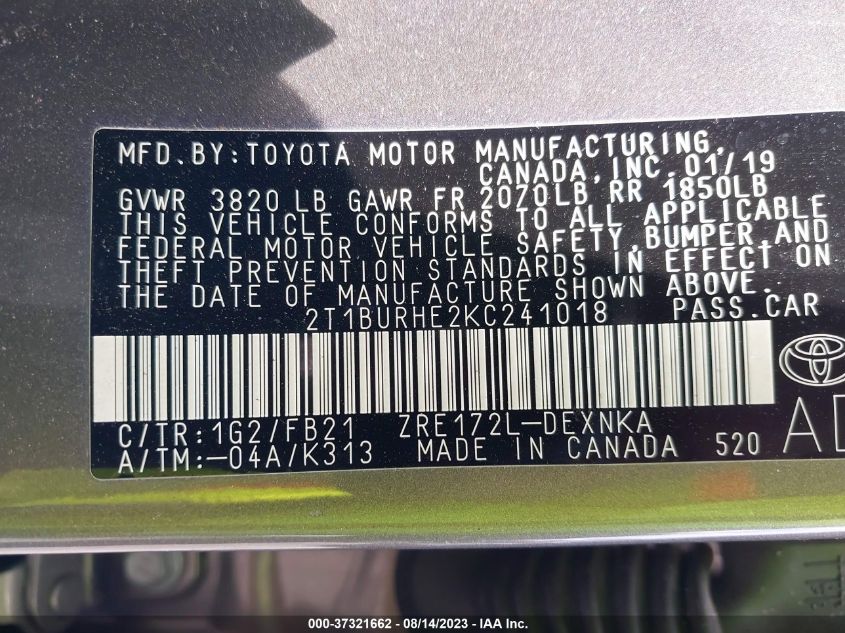 MFD.BY:TOYOTA MOTOR MANUFACTURING,
CANADA,INC. 01/19
GVWR 3820 LB GAWR FR 2070LB RR 1850LB
THIS VEHICLE CONFORMS TO ALL APPLICABLE
FEDERAL MOTOR VEHICLE SAFETY,BUMPER,AND
THEFT PREVENTION STANDARDS IN EFFECT ON
THE DATE OF MANUFACTURE SHOWN ABOVE.
2T1BURHE2KC241018 PASS.CAR
C/TR:1G2/FB21 ZRE172L-DEXNKA
A/TM:-04A/K313 MADE IN CANADA 520
000-37321662 - 08/14/2023 - IAA Inc.